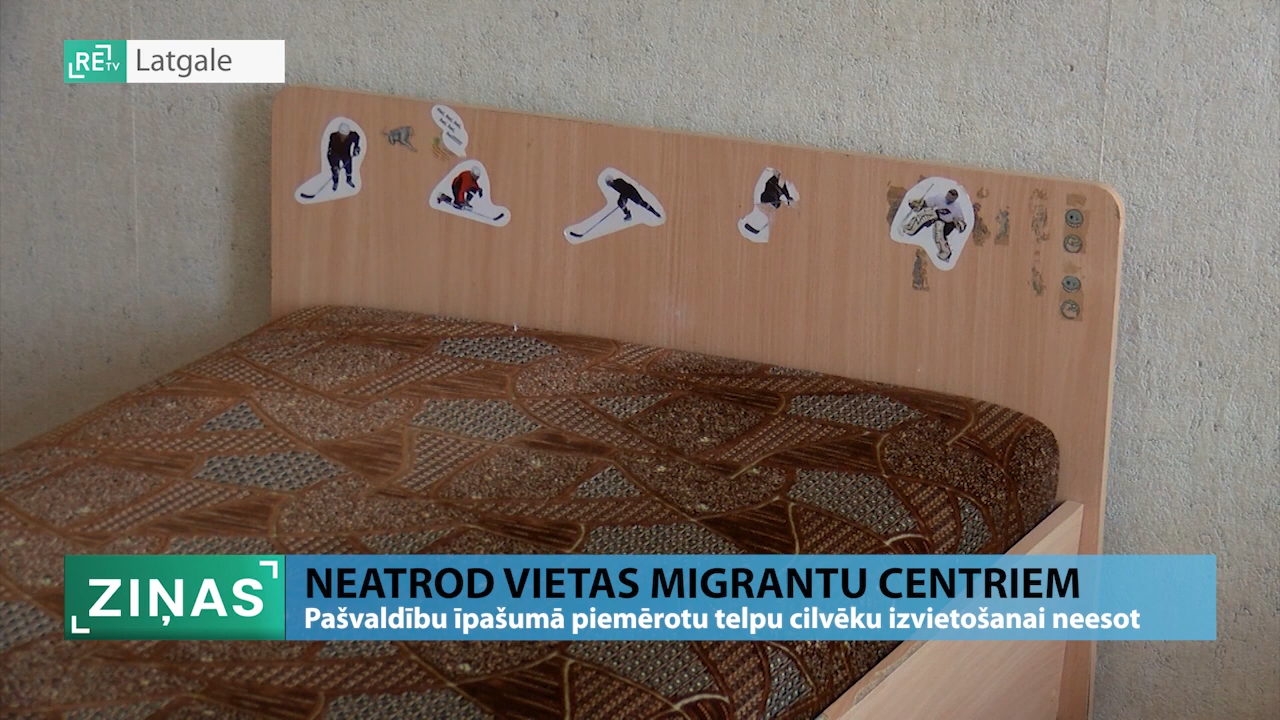 RE TV Latgale
ZIŅAS
NEATROD VIETAS MIGRANTU CENTRIEM
Pašvaldību īpašumā piemērotu telpu cilvēku izvietošanai neesot